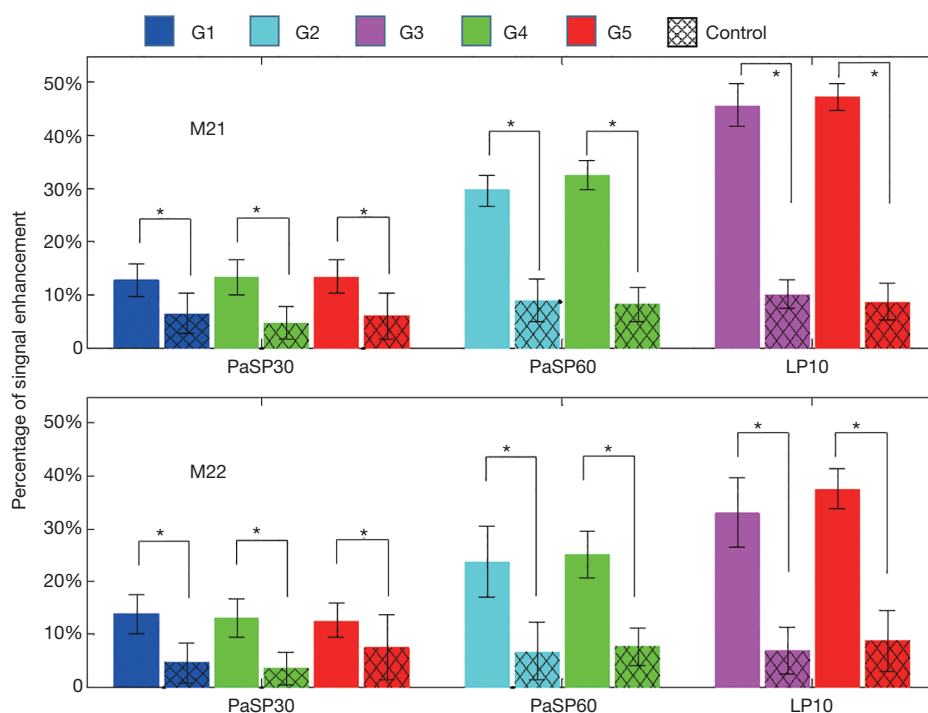 G1 G2 G3 G4 G5 Control
Percentage of singnal enhancement
50%
40%
30%
20%
10%
0
M21
* * * * * * *
PaSP30 PaSP60 LP10
50%
40%
30%
20%
10%
0
M22
* * * * * * *
PaSP30 PaSP60 LP10